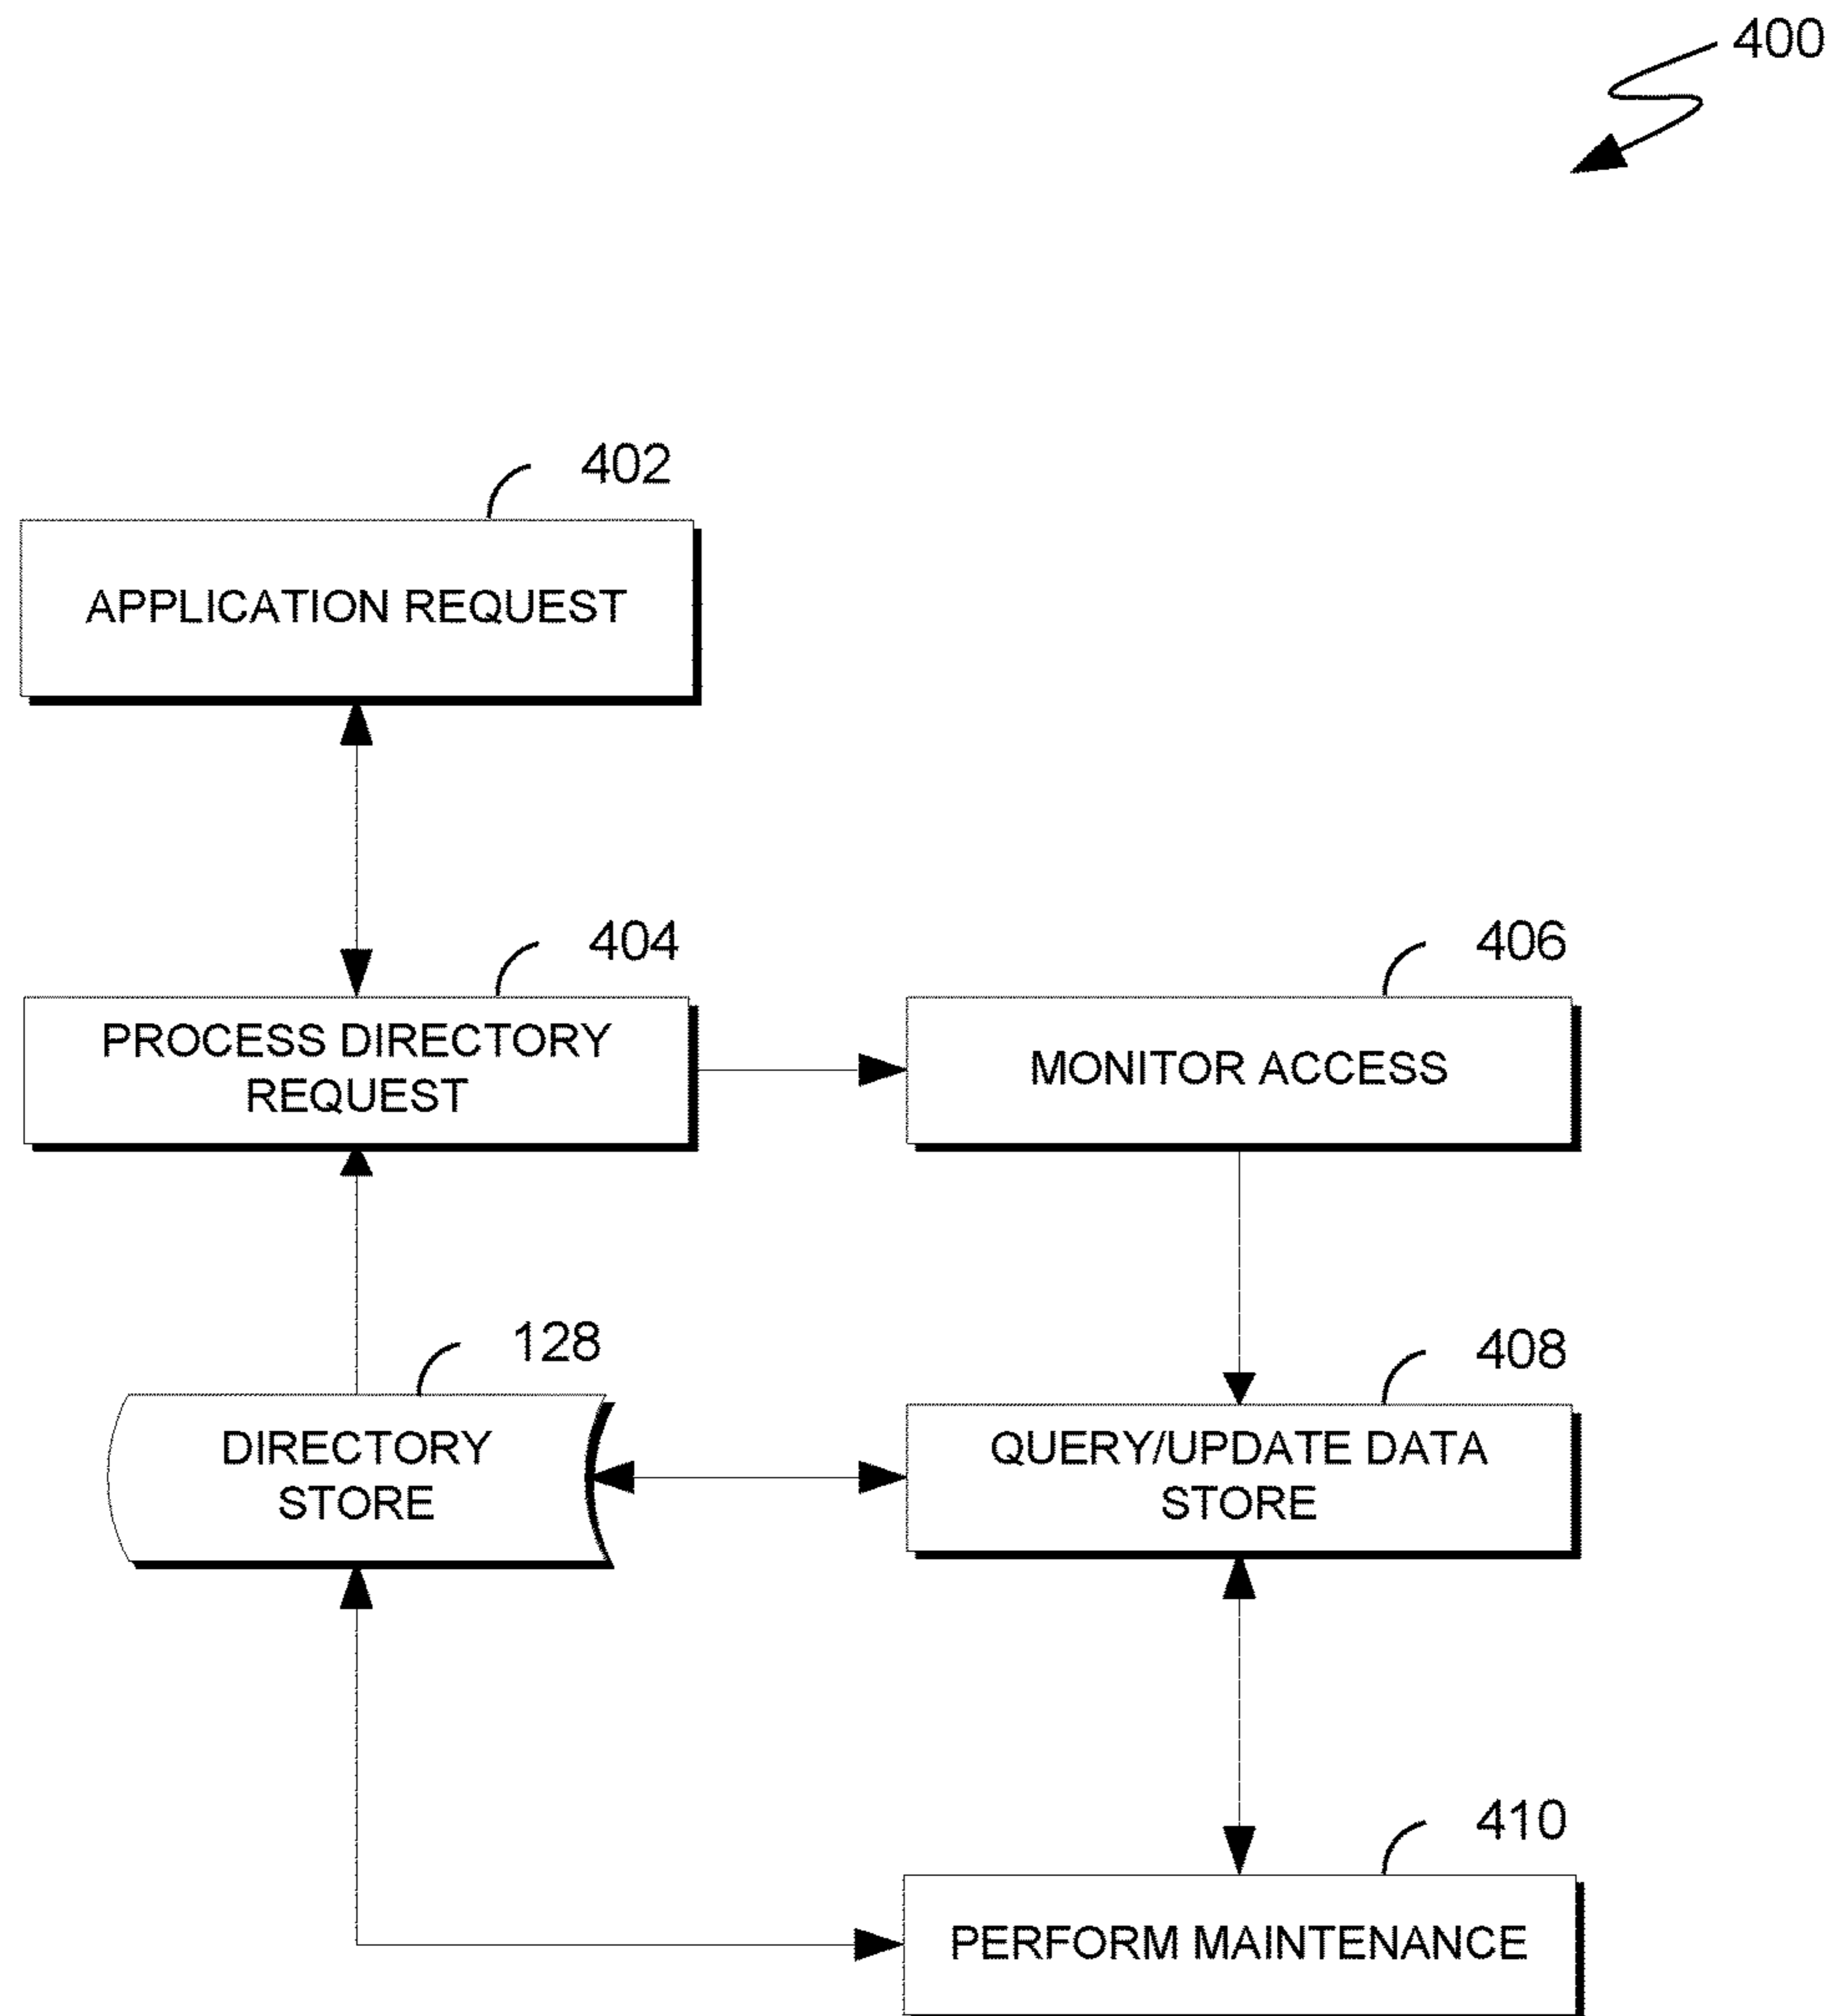 400
402
APPLICATION REQUEST
404
PROCESS DIRECTORY
REQUEST
406
MONITOR ACCESS
128
DIRECTORY
STORE
408
QUERY/UPDATE DATA
STORE
410
PERFORM MAINTENANCE